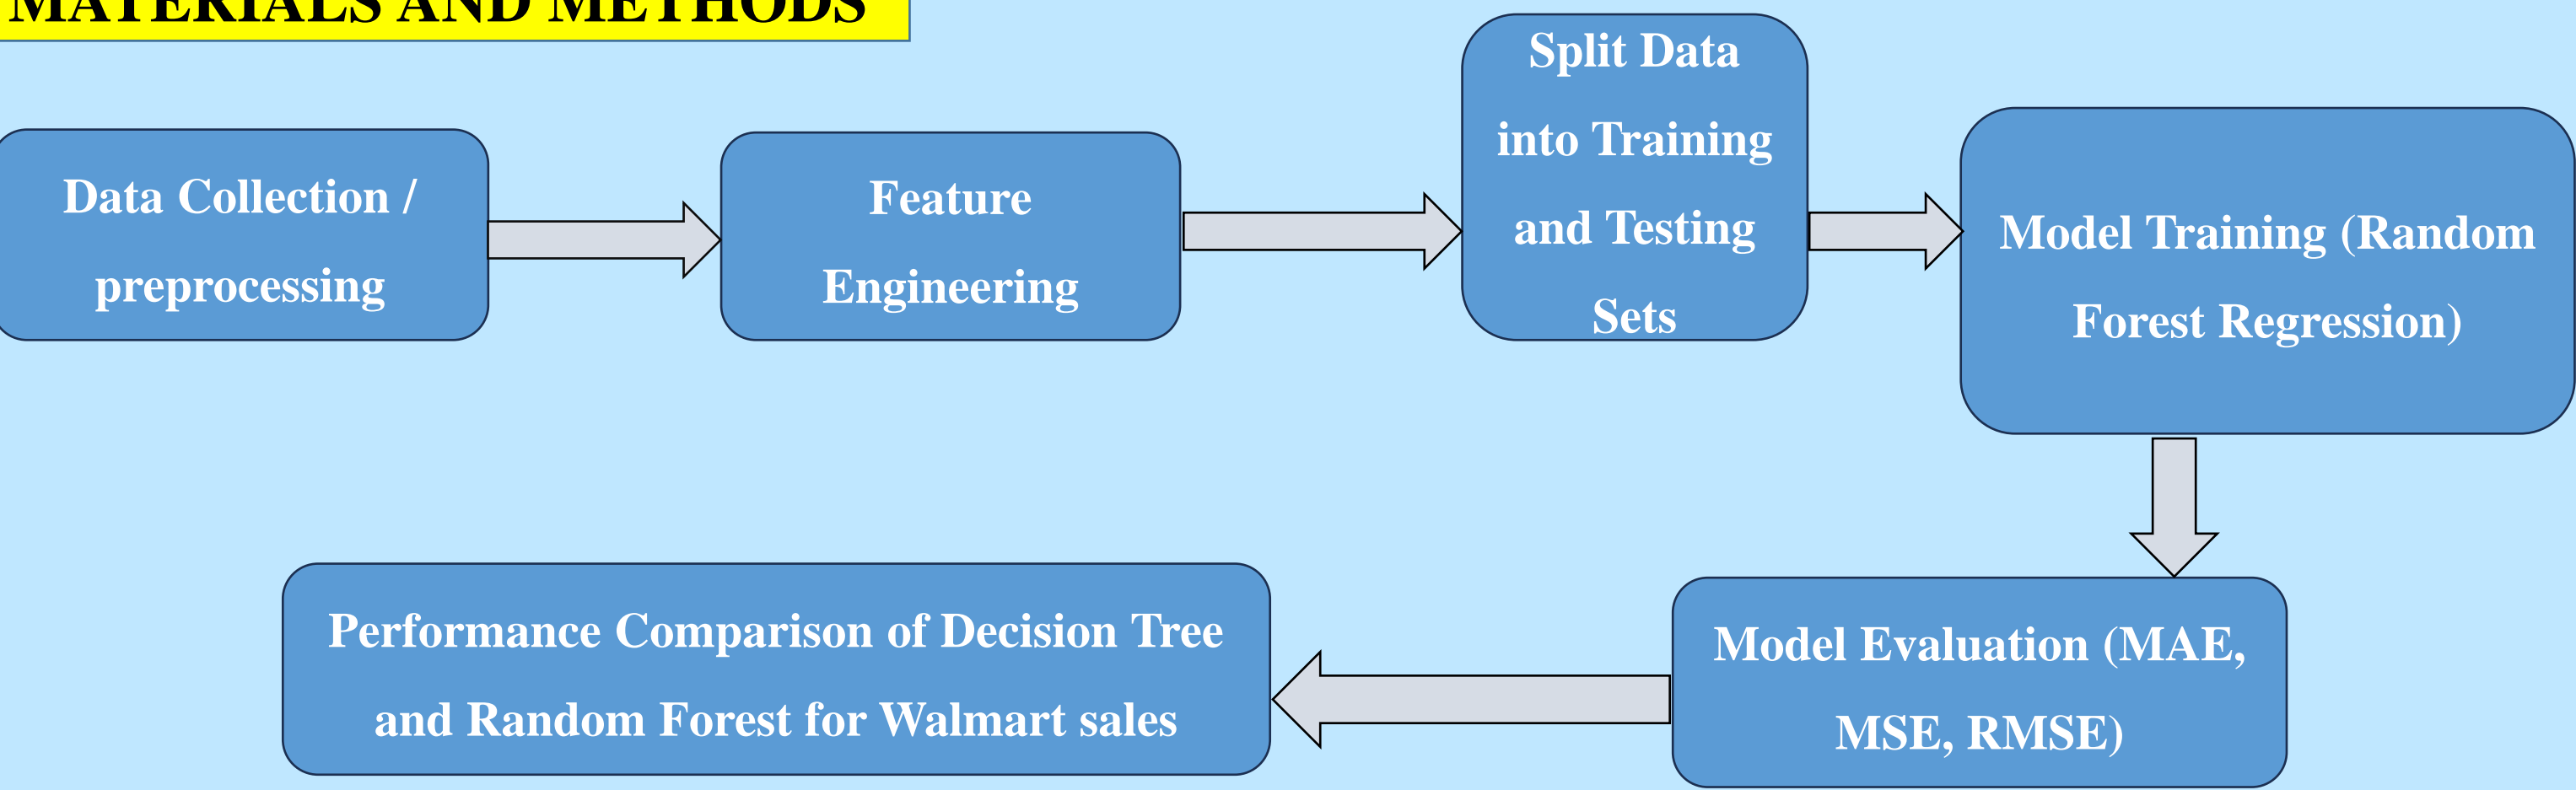 MATERIALS AND METHODS
Data Collection /
preprocessing
Feature
Engineering
Split Data
into Training
and Testing
Sets
Model Training (Random
Forest Regression)
Model Evaluation (MAE,
MSE, RMSE)
Performance Comparison of Decision Tree
and Random Forest for Walmart sales